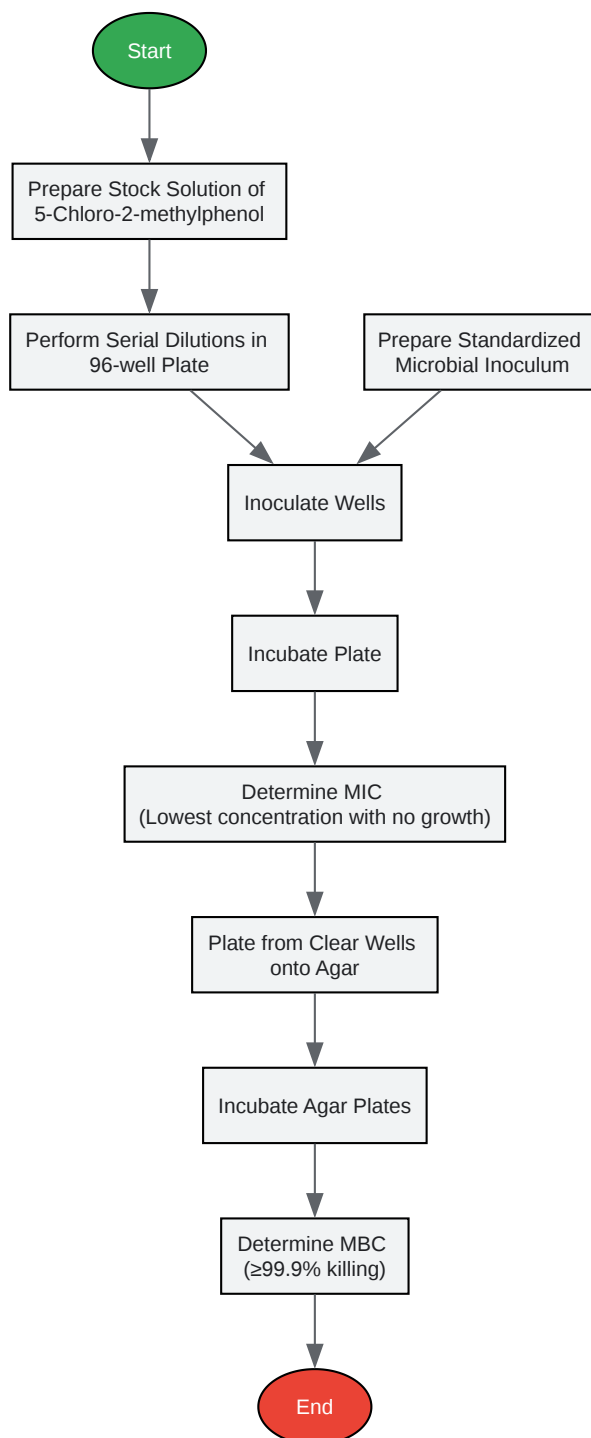 Start
Prepare Stock Solution of
5-Chloro-2-methylphenol
Perform Serial Dilutions in
96-well Plate
Prepare Standardized
Microbial Inoculum
Inoculate Wells
Incubate Plate
Determine MIC
(Lowest concentration with no growth)
Plate from Clear Wells
onto Agar
Incubate Agar Plates
Determine MBC
(≥99.9% killing)
End